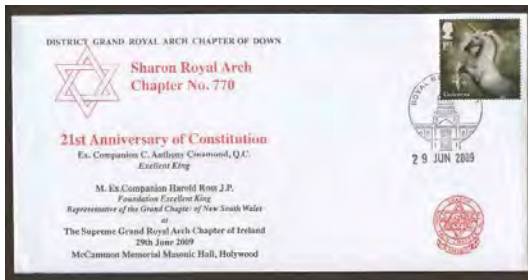 DISTRICT GRAND ROYAL ARCH CHAPTER OF DOWN
Sharon Royal Arch
Chapter No. 770
21st Anniversary of Constitution
Ex. Companion C. Anthony Cinamond, Q.C.
Exellent King
M. Ex.Companion Harold Ross J.P.
Foundation Excellent King
Representative of the Grand Chapter of New South Wales
at
The Supreme Grand Royal Arch Chapter of Ireland
29th June 2009
McCammon Memorial Masonic Hall, Holywood
1st
Unicorns
ROYAL
29 JUN 2009